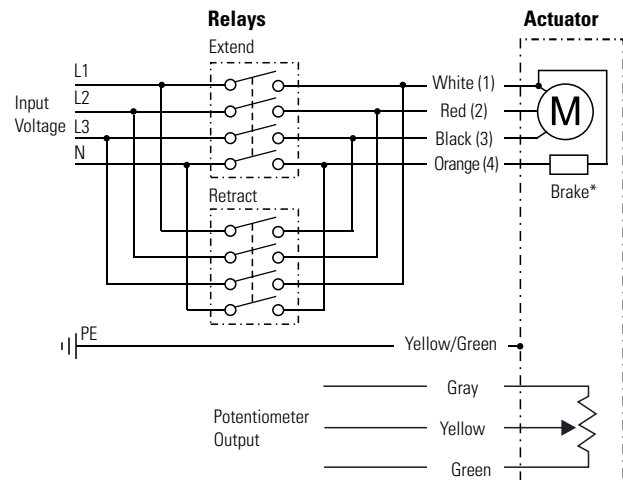 Relays
Actuator
Extend
L1
White (1)
L2
Red (2)
Input
Voltage
M
L3
Black (3)
N
Orange (4)
Brake*
Retract
PE
Yellow/Green
Gray
Potentiometer
Output
Yellow
Green